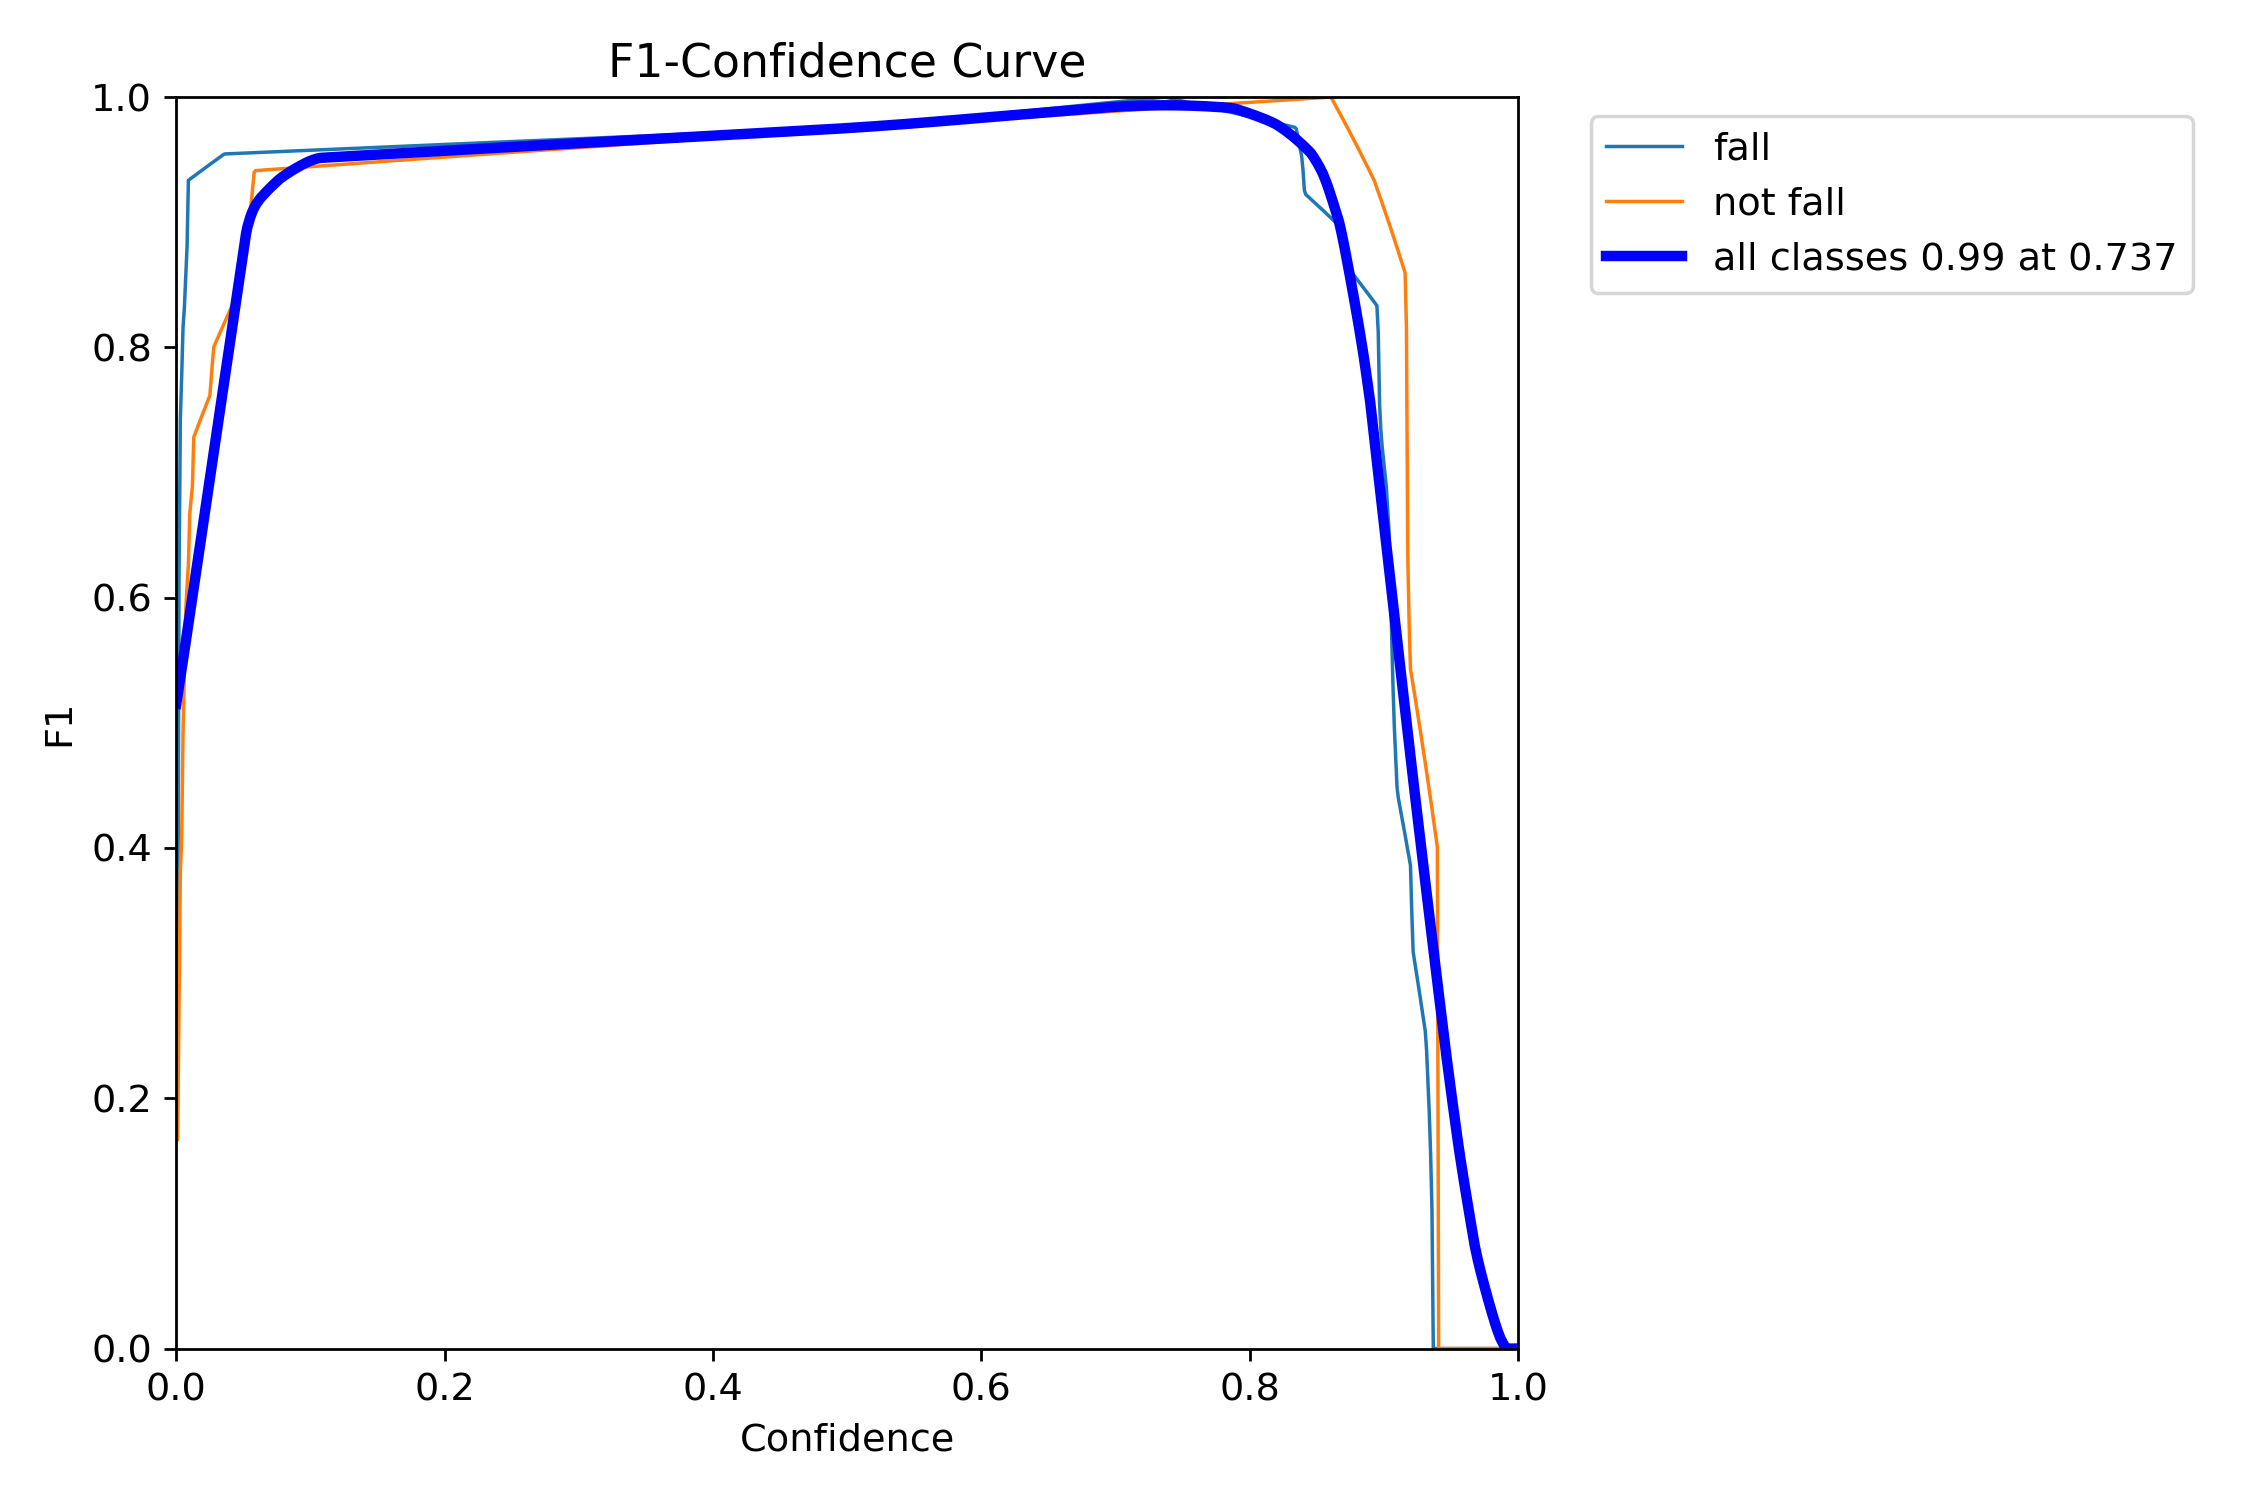 F1-Confidence Curve
1.0
0.8
0.6
0.4
0.2
0.0
F1
0.0 0.2 0.4 0.6 0.8 1.0
Confidence
fall
not fall
all classes 0.99 at 0.737